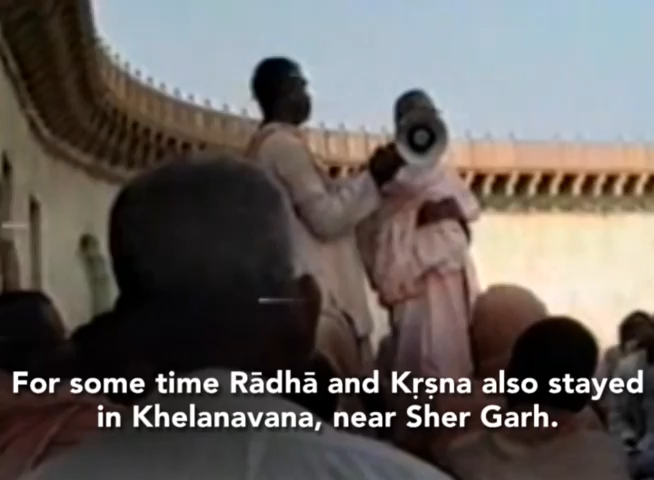 For some time Rādhā and Kṛṣna also stayed
in Khelanavana, near Sher Garh.